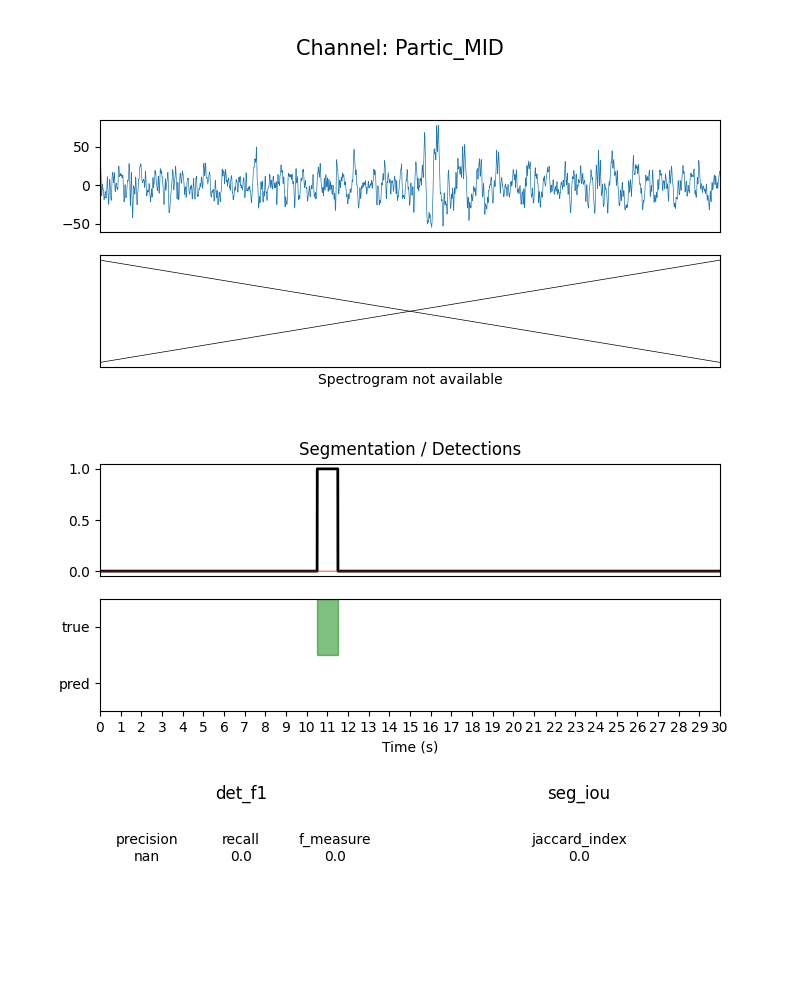 Channel: Partic_MID
50
0
−50
Spectrogram not available
Segmentation / Detections
1.0
0.5
0.0
true
pred
0 1 2 3 4 5 6 7 8 9 10 11 12 13 14 15 16 17 18 19 20 21 22 23 24 25 26 27 28 29 30
Time (s)
det_f1 seg_iou
precision recall f_measure jaccard_index
nan 0.0 0.0 0.0